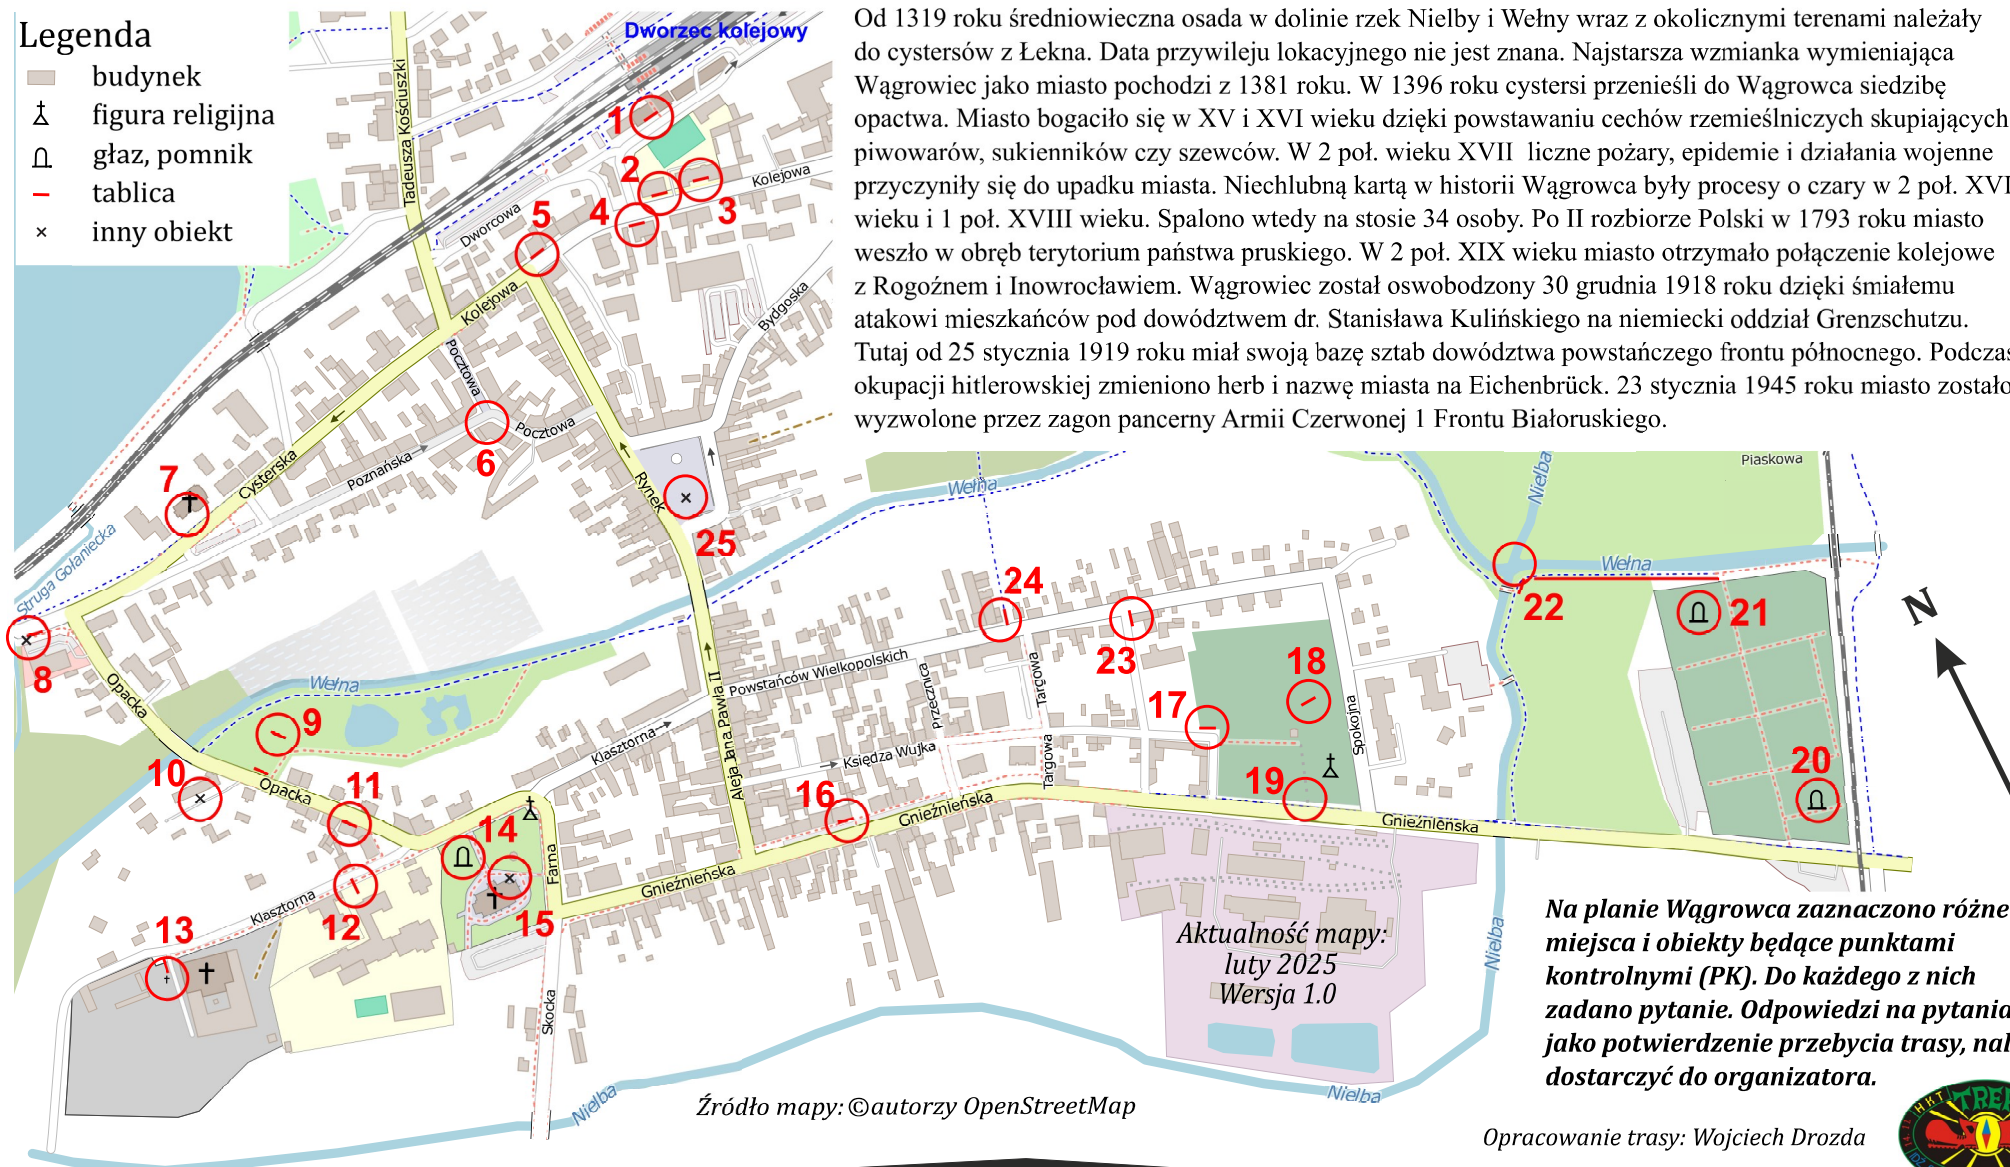 Legenda
budynek
figura religijna
głaz, pomnik
tablica
inny obiekt
Dworzec kolejowy
Od 1319 roku średniowieczna osada w dolinie rzek Nielby i Wełny wraz z okolicznymi terenami należały
do cystersów z Łekna. Data przywileju lokacyjnego nie jest znana. Najstarsza wzmianka wymieniająca
Wągrowiec jako miasto pochodzi z 1381 roku. W 1396 roku cystersi przenieśli do Wągrowca siedzibę
opactwa. Miasto bogaciło się w XV i XVI wieku dzięki powstawaniu cechów rzemieślniczych skupiających
piwowarów, sukienników czy szewców. W 2 poł. wieku XVII liczne pożary, epidemie i działania wojenne
przyczyniły się do upadku miasta. Niechlubną kartą w historii Wągrowca były procesy o czary w 2 poł. XVI
wieku i 1 poł. XVIII wieku. Spalono wtedy na stosie 34 osoby. Po II rozbiorze Polski w 1793 roku miasto
weszło w obręb terytorium państwa pruskiego. W 2 poł. XIX wieku miasto otrzymało połączenie kolejowe
z Rogoźnem i Inowrocławiem. Wągrowiec został oswobodzony 30 grudnia 1918 roku dzięki śmiałemu
atakowi mieszkańców pod dowództwem dr. Stanisława Kulińskiego na niemiecki oddział Grenzschutzu.
Tutaj od 25 stycznia 1919 roku miał swoją bazę sztab dowództwa powstańczego frontu północnego. Podczas
okupacji hitlerowskiej zmieniono herb i nazwę miasta na Eichenbrück. 23 stycznia 1945 roku miasto zostało
wyzwolone przez zagon pancerny Armii Czerwonej 1 Frontu Białoruskiego.
Tadeusza Kościuszki
1
2
3
4
5
Kolejowa
Dworcowa
Kolejowa
Bydgoska
Pocztowa
Pocztowa
6
Poznańska
Cysterska
7
Rynek
25
Struga Gołaniecka
8
Opacka
Wełna
Wełna
Nielba
Piaskowa
Wełna
24
23
22
21
20
18
17
19
Powstańców Wielkopolskich
Przecznica
Targowa
Targowa
Spokojna
Księdza Wujka
Aleja Jana Pawła II
Klasztorna
9
10
Opacka
11
16
14
15
Farna
Gnieźnieńska
Gnieźnieńska
Gnieźnieńska
12
Klasztorna
13
Skocka
Nielba
Nielba
Nielba
N
Aktualność mapy:
luty 2025
Wersja 1.0
Na planie Wągrowca zaznaczono różne
miejsca i obiekty będące punktami
kontrolnymi (PK). Do każdego z nich
zadano pytanie. Odpowiedzi na pytania
jako potwierdzenie przebycia trasy, nal
dostarczyć do organizatora.
Źródło mapy: ©autorzy OpenStreetMap
Opracowanie trasy: Wojciech Drozda
HKT
TREP